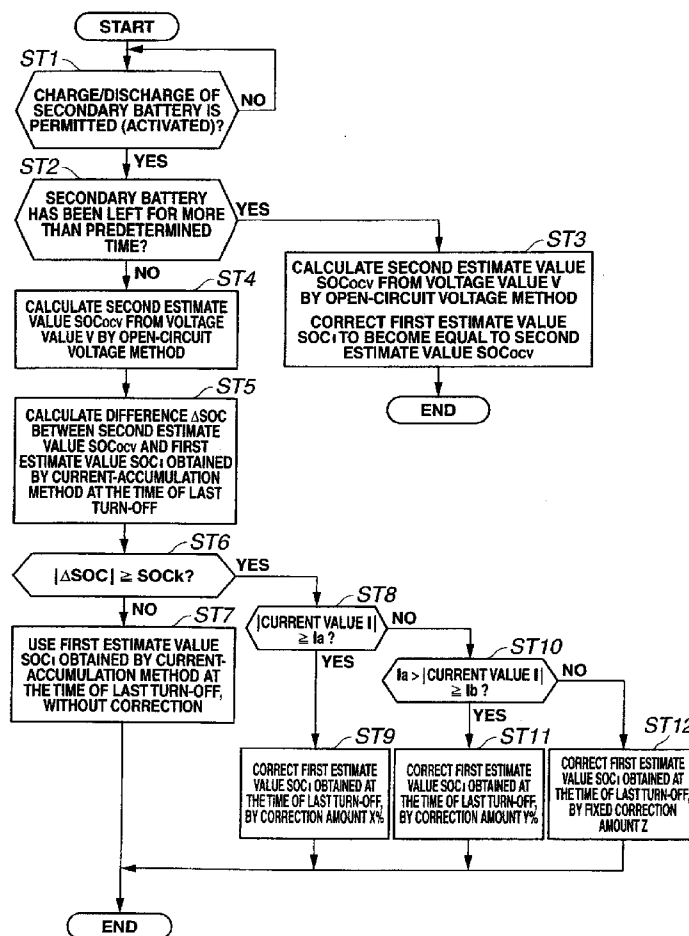 START
ST1
CHARGE/DISCHARGE OF
SECONDARY BATTERY IS
PERMITTED (ACTIVATED)?
NO
YES
ST2
SECONDARY BATTERY
HAS BEEN LEFT FOR MORE
THAN PREDETERMINED
TIME?
YES
NO
ST3
CALCULATE SECOND ESTIMATE
VALUE SOCOCV FROM VOLTAGE VALUE V
BY OPEN-CIRCUIT VOLTAGE METHOD
CORRECT FIRST ESTIMATE VALUE
SOCI TO BECOME EQUAL TO SECOND
ESTIMATE VALUE SOCOCV
END
ST4
CALCULATE SECOND ESTIMATE
VALUE SOCOCV FROM VOLTAGE
VALUE V BY OPEN-CIRCUIT
VOLTAGE METHOD
ST5
CALCULATE DIFFERENCE ΔSOC
BETWEEN SECOND ESTIMATE
VALUE SOCOCV AND FIRST
ESTIMATE VALUE SOCI OBTAINED
BY CURRENT-ACCUMULATION
METHOD AT THE TIME OF LAST
TURN-OFF
ST6
|ΔSOC| ≧ SOCk?
YES
NO
ST7
USE FIRST ESTIMATE VALUE
SOCI OBTAINED BY CURRENT-
ACCUMULATION METHOD AT
THE TIME OF LAST TURN-OFF,
WITHOUT CORRECTION
ST8
|CURRENT VALUE I|
≧ Ia ?
NO
YES
ST9
CORRECT FIRST ESTIMATE
VALUE SOCI OBTAINED AT
THE TIME OF LAST TURN-OFF,
BY CORRECTION AMOUNT X%
ST10
Ia > |CURRENT VALUE I|
≧ Ib ?
NO
YES
ST11
CORRECT FIRST ESTIMATE
VALUE SOCI OBTAINED AT
THE TIME OF LAST TURN-OFF,
BY CORRECTION AMOUNT Y%
ST12
CORRECT FIRST ESTIMATE
VALUE SOCI OBTAINED AT
THE TIME OF LAST TURN-OFF,
BY FIXED CORRECTION
AMOUNT Z
END